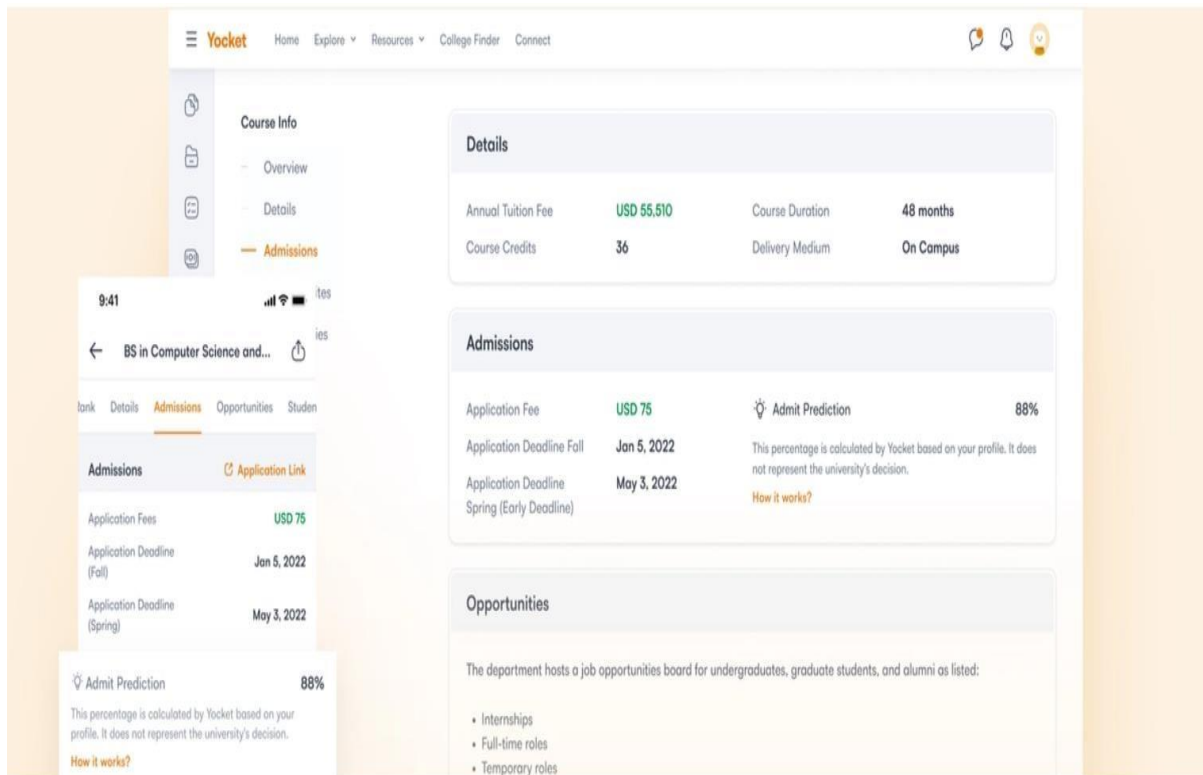 Yocket Home Explore Resources College Finder Connect
Course Info
Overview
Details
Admissions
ites
ies
Details
Annual Tuition Fee USD 55,510 Course Duration 48 months
Course Credits 36 Delivery Medium On Campus
Admissions
Application Fee USD 75 Admit Prediction 88%
Application Deadline Fall Jan 5, 2022
This percentage is calculated by Yocket based on your profile. It does
not represent the university's decision.
Application Deadline May 3, 2022
Spring (Early Deadline)
How it works?
Opportunities
The department hosts a job opportunities board for undergraduates, graduate students, and alumni as listed:
• Internships
• Full-time roles
• Temporary roles
9:41
BS in Computer Science and...
Rank Details Admissions Opportunities Studen
Admissions Application Link
Application Fees USD 75
Application Deadline
(Fall) Jan 5, 2022
Application Deadline
(Spring) May 3, 2022
Admit Prediction 88%
This percentage is calculated by Yocket based on your
profile. It does not represent the university's decision.
How it works?